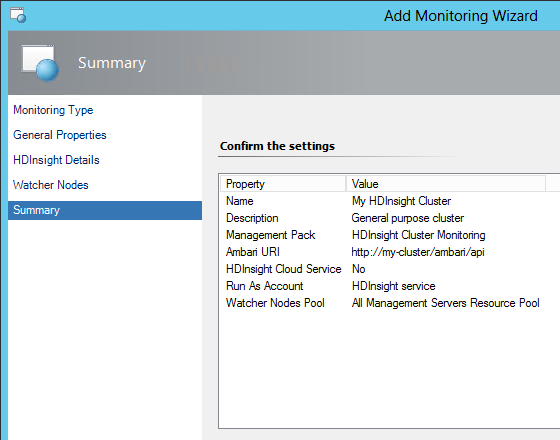 Add Monitoring Wizard
Summary
Monitoring Type
General Properties
HDInsight Details
Watcher Nodes
Summary
Confirm the settings
Property Value
Name My HDInsight Cluster
Description General purpose cluster
Management Pack HDInsight Cluster Monitoring
Ambari URI http://my-cluster/ambari/api
HDInsight Cloud Service No
Run As Account HDInsight service
Watcher Nodes Pool All Management Servers Resource Pool